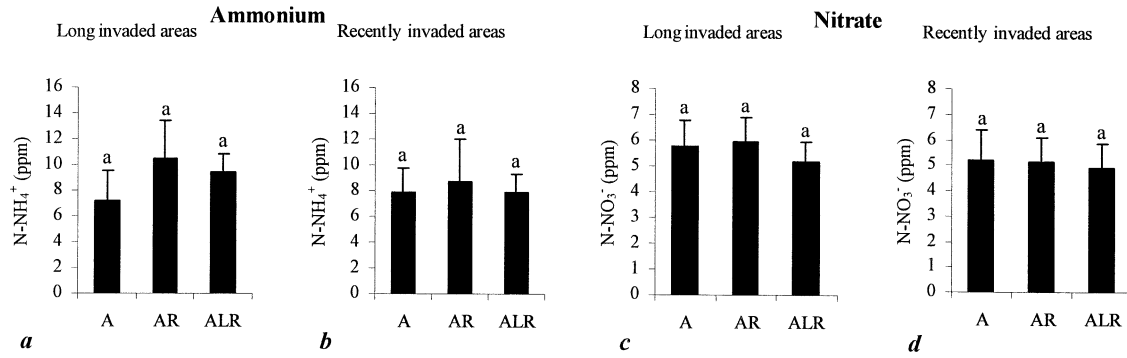 Ammonium
Nitrate
Long invaded areas
Recently invaded areas
Long invaded areas
Recently invaded areas
N-NH4+ (ppm)
16
14
12
10
8
6
4
2
0
a
a
a
A
AR
ALR
a
N-NH4+ (ppm)
16
14
12
10
8
6
4
2
0
a
a
a
A
AR
ALR
b
N-NO3- (ppm)
8
7
6
5
4
3
2
1
0
a
a
a
A
AR
ALR
c
N-NO3- (ppm)
8
7
6
5
4
3
2
1
0
a
a
a
A
AR
ALR
d